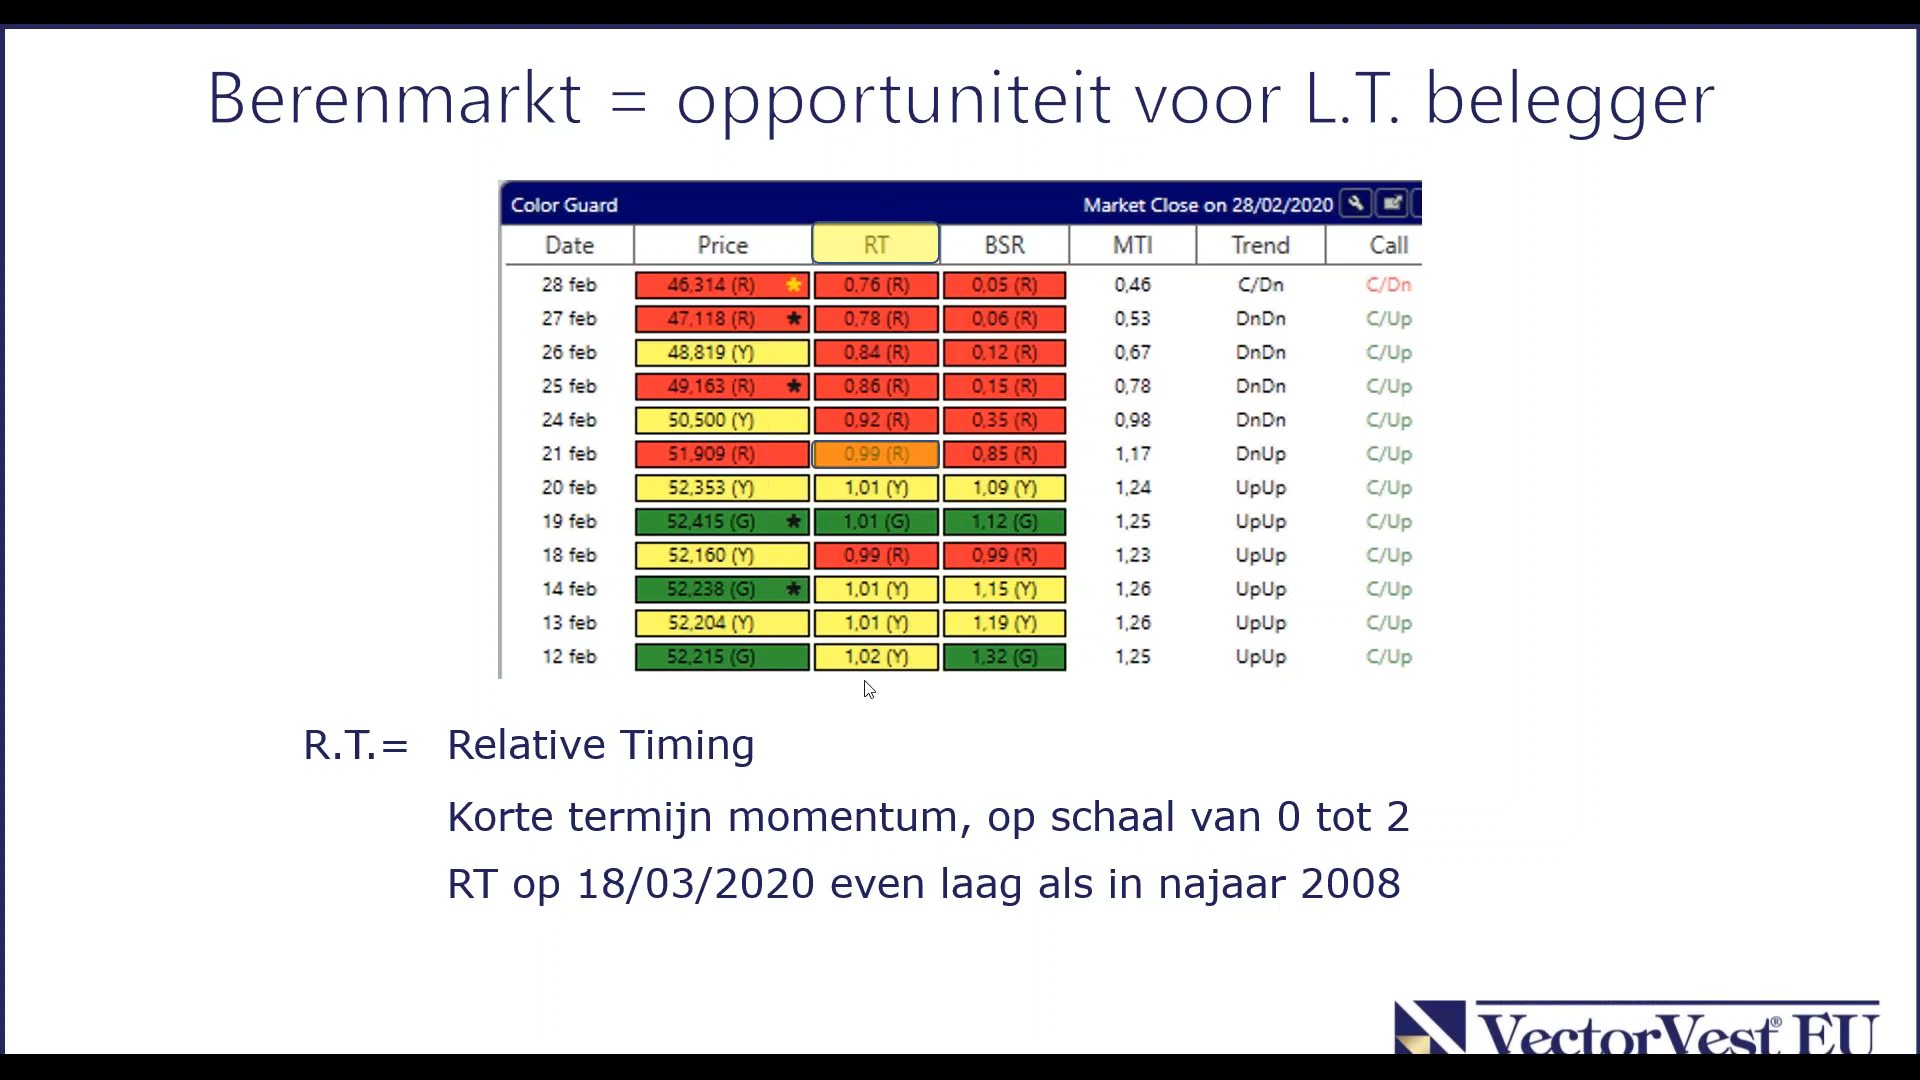 Berenmarkt = opportuniteit voor L.T. belegger
Color Guard Market Close on 28/02/2020
Date Price RT BSR MTI Trend Call
28 feb 46,314 (R) * 0,76 (R) 0,05 (R) 0,46 C/Dn C/Dn
27 feb 47,118 (R) * 0,78 (R) 0,06 (R) 0,53 DnDn C/Up
26 feb 48,819 (Y) 0,84 (R) 0,12 (R) 0,67 DnDn C/Up
25 feb 49,163 (R) * 0,86 (R) 0,15 (R) 0,78 DnDn C/Up
24 feb 50,500 (Y) 0,92 (R) 0,35 (R) 0,98 DnDn C/Up
21 feb 51,909 (R) 0,99 (R) 0,85 (R) 1,17 DnUp C/Up
20 feb 52,353 (Y) 1,01 (Y) 1,09 (Y) 1,24 UpUp C/Up
19 feb 52,415 (G) * 1,01 (G) 1,12 (G) 1,25 UpUp C/Up
18 feb 52,160 (Y) 0,99 (R) 0,99 (R) 1,23 UpUp C/Up
14 feb 52,238 (G) * 1,01 (Y) 1,15 (Y) 1,26 UpUp C/Up
13 feb 52,204 (Y) 1,01 (Y) 1,19 (Y) 1,26 UpUp C/Up
12 feb 52,215 (G) 1,02 (Y) 1,32 (G) 1,25 UpUp C/Up
R.T.= Relative Timing
Korte termijn momentum, op schaal van 0 tot 2
RT op 18/03/2020 even laag als in najaar 2008
VectorVest® EU